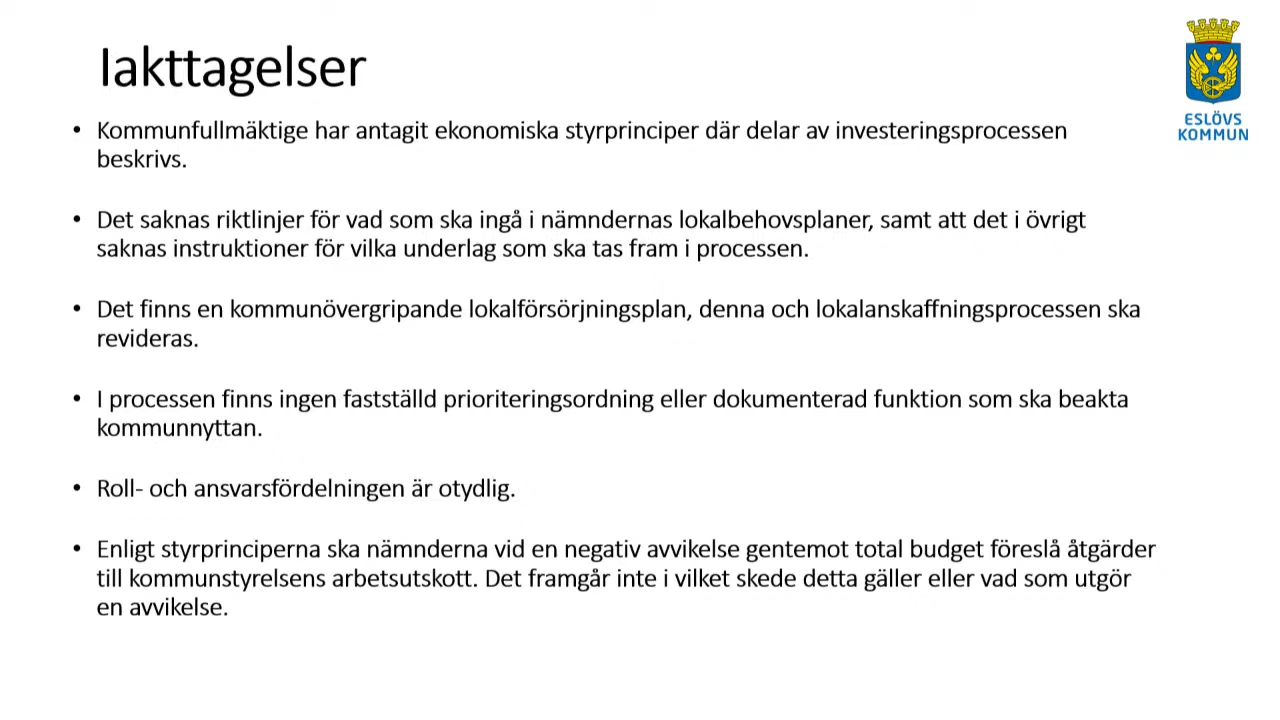 Iakttagelser
ESLÖVS
KOMMUN
• Kommunfullmäktige har antagit ekonomiska styrprinciper där delar av investeringsprocessen
beskrivs.
• Det saknas riktlinjer för vad som ska ingå i nämndernas lokalbehovsplaner, samt att det i övrigt
saknas instruktioner för vilka underlag som ska tas fram i processen.
• Det finns en kommunövergripande lokalförsörjningsplan, denna och lokalanskaffningsprocessen ska
revideras.
• I processen finns ingen fastställd prioriteringsordning eller dokumenterad funktion som ska beakta
kommunnyttan.
• Roll- och ansvarsfördelningen är otydlig.
• Enligt styrprinciperna ska nämnderna vid en negativ avvikelse gentemot total budget föreslå åtgärder
till kommunstyrelsens arbetsutskott. Det framgår inte i vilket skede detta gäller eller vad som utgör
en avvikelse.